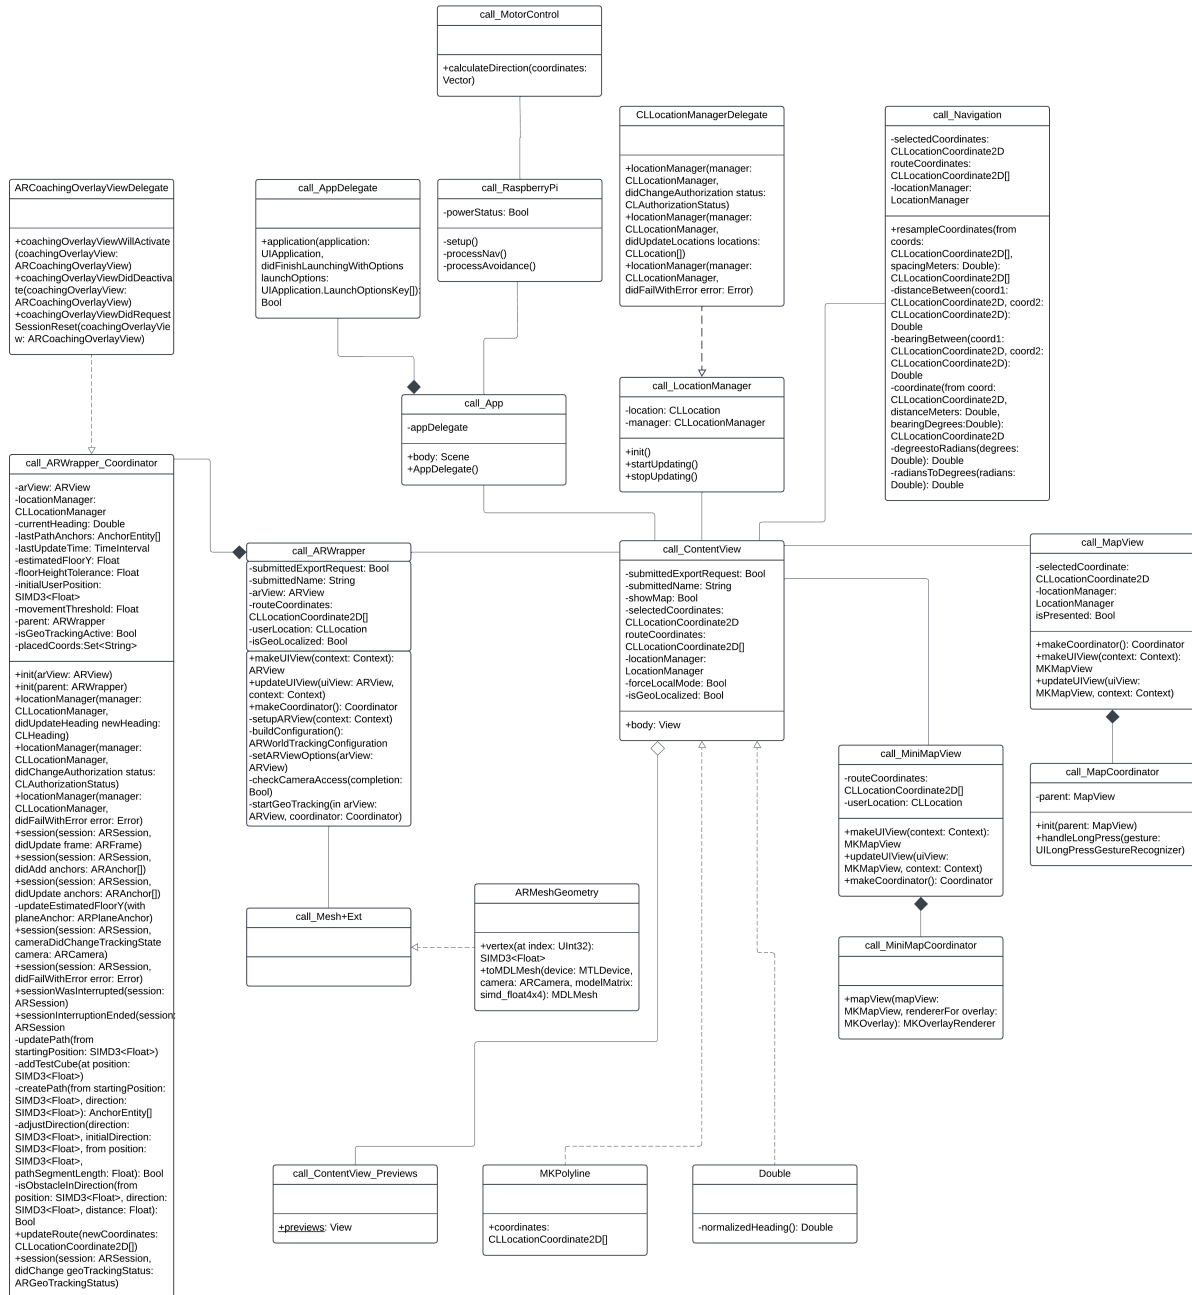 call_MotorControl
+calculateDirection(coordinates:
Vector)
CLLocationManagerDelegate
+locationManager(manager:
CLLocationManager,
didChangeAuthorization status:
CLAuthorizationStatus)
+locationManager(manager:
CLLocationManager,
didUpdateLocations locations:
CLLocation[])
+locationManager(manager:
CLLocationManager,
didFailWithError error: Error)
call_Navigation
-selectedCoordinates:
CLLocationCoordinate2D
routeCoordinates:
CLLocationCoordinate2D[]
-locationManager:
LocationManager
+resampleCoordinates(from
coords:
CLLocationCoordinate2D[],
spacingMeters: Double):
CLLocationCoordinate2D[]
-distanceBetween(coord1:
CLLocationCoordinate2D, coord2:
CLLocationCoordinate2D):
Double
-bearingBetween(coord1:
CLLocationCoordinate2D, coord2:
CLLocationCoordinate2D):
Double
-coordinate(from coord:
CLLocationCoordinate2D,
distanceMeters: Double,
bearingDegrees:Double):
CLLocationCoordinate2D
-degreestoRadians(degrees:
Double): Double
-radiansToDegrees(radians:
Double): Double
ARCoachingOverlayViewDelegate
+coachingOverlayViewWillActivate
(coachingOverlayView:
ARCoachingOverlayView)
+coachingOverlayViewDidDeactiva
te(coachingOverlayView:
ARCoachingOverlayView)
+coachingOverlayViewDidRequest
SessionReset(coachingOverlayVie
w: ARCoachingOverlayView)
call_AppDelegate
+application(application:
UIApplication,
didFinishLaunchingWithOptions
launchOptions:
UIApplication.LaunchOptionsKey[]):
Bool
call_RaspberryPi
-powerStatus: Bool
-setup()
-processNav()
-processAvoidance()
call_App
-appDelegate
+body: Scene
+AppDelegate()
call_LocationManager
-location: CLLocation
-manager: CLLocationManager
+init()
+startUpdating()
+stopUpdating()
call_ARWrapper_Coordinator
-arView: ARView
-locationManager:
CLLocationManager
-currentHeading: Double
-lastPathAnchors: AnchorEntity[]
-lastUpdateTime: TimeInterval
-estimatedFloorY: Float
-floorHeightTolerance: Float
-initialUserPosition:
SIMD3<Float>
-movementThreshold: Float
-parent: ARWrapper
-isGeoTrackingActive: Bool
-placedCoords:Set<String>
+init(arView: ARView)
+init(parent: ARWrapper)
+locationManager(manager:
CLLocationManager,
didUpdateHeading newHeading:
CLHeading)
+locationManager(manager:
CLLocationManager,
didChangeAuthorization status:
CLAuthorizationStatus)
+locationManager(manager:
CLLocationManager,
didFailWithError error: Error)
+session(session: ARSession,
didUpdate frame: ARFrame)
+session(session: ARSession,
didAdd anchors: ARAnchor[])
+session(session: ARSession,
didUpdate anchors: ARAnchor[])
-updateEstimatedFloorY(with
planeAnchor: ARPlaneAnchor)
+session(session: ARSession,
cameraDidChangeTrackingState
camera: ARCamera)
+session(session: ARSession,
didFailWithError error: Error)
+sessionWasInterrupted(session:
ARSession)
+sessionInterruptionEnded(session:
ARSession
-updatePath(from
startingPosition: SIMD3<Float>)
-addTestCube(at position:
SIMD3<Float>)
-createPath(from startingPosition:
SIMD3<Float>, direction:
SIMD3<Float>): AnchorEntity[]
-adjustDirection(direction:
SIMD3<Float>, initialDirection:
SIMD3<Float>, from position:
SIMD3<Float>,
pathSegmentLength: Float): Bool
-isObstacleInDirection(from
position: SIMD3<Float>, direction:
SIMD3<Float>, distance: Float):
Bool
+updateRoute(newCoordinates:
CLLocationCoordinate2D[])
+session(session: ARSession,
didChange geoTrackingStatus:
ARGeoTrackingStatus)
call_ARWrapper
-submittedExportRequest: Bool
-submittedName: String
-arView: ARView
-routeCoordinates:
CLLocationCoordinate2D[]
-userLocation: CLLocation
-isGeoLocalized: Bool
+makeUIView(context: Context):
ARView
+updateUIView(uiView: ARView,
context: Context)
+makeCoordinator(): Coordinator
-setupARView(context: Context)
-buildConfiguration():
ARWorldTrackingConfiguration
-setARViewOptions(arView:
ARView)
-checkCameraAccess(completion:
Bool)
-startGeoTracking(in arView:
ARView, coordinator: Coordinator)
call_ContentView
-submittedExportRequest: Bool
-submittedName: String
-showMap: Bool
-selectedCoordinates:
CLLocationCoordinate2D
routeCoordinates:
CLLocationCoordinate2D[]
-locationManager:
LocationManager
-forceLocalMode: Bool
-isGeoLocalized: Bool
+body: View
call_MapView
-selectedCoordinate:
CLLocationCoordinate2D
-locationManager:
LocationManager
isPresented: Bool
+makeCoordinator(): Coordinator
+makeUIView(context: Context):
MKMapView
+updateUIView(uiView:
MKMapView, context: Context)
call_MiniMapView
-routeCoordinates:
CLLocationCoordinate2D[]
-userLocation: CLLocation
+makeUIView(context: Context):
MKMapView
+updateUIView(uiView:
MKMapView, context: Context)
+makeCoordinator(): Coordinator
call_MapCoordinator
-parent: MapView
+init(parent: MapView)
+handleLongPress(gesture:
UILongPressGestureRecognizer)
call_Mesh+Ext
ARMeshGeometry
+vertex(at index: UInt32):
SIMD3<Float>
+toMDLMesh(device: MTLDevice,
camera: ARCamera, modelMatrix:
simd_float4x4): MDLMesh
call_MiniMapCoordinator
+mapView(mapView:
MKMapView, rendererFor overlay:
MKOverlay): MKOverlayRenderer
call_ContentView_Previews
+previews: View
MKPolyline
+coordinates:
CLLocationCoordinate2D[]
Double
-normalizedHeading(): Double